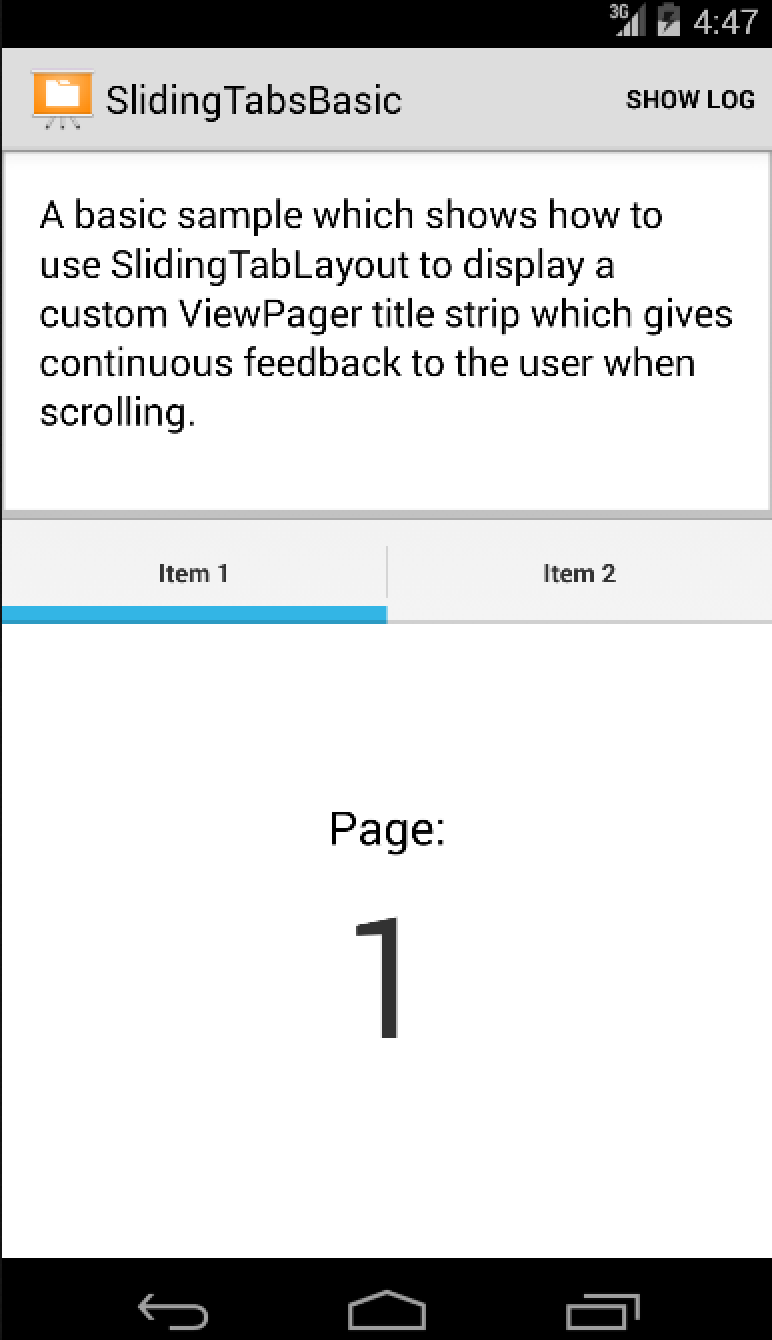 3G 4:47
SlidingTabsBasic SHOW LOG
A basic sample which shows how to
use SlidingTabLayout to display a
custom ViewPager title strip which gives
continuous feedback to the user when
scrolling.
Item 1 Item 2
Page:
1